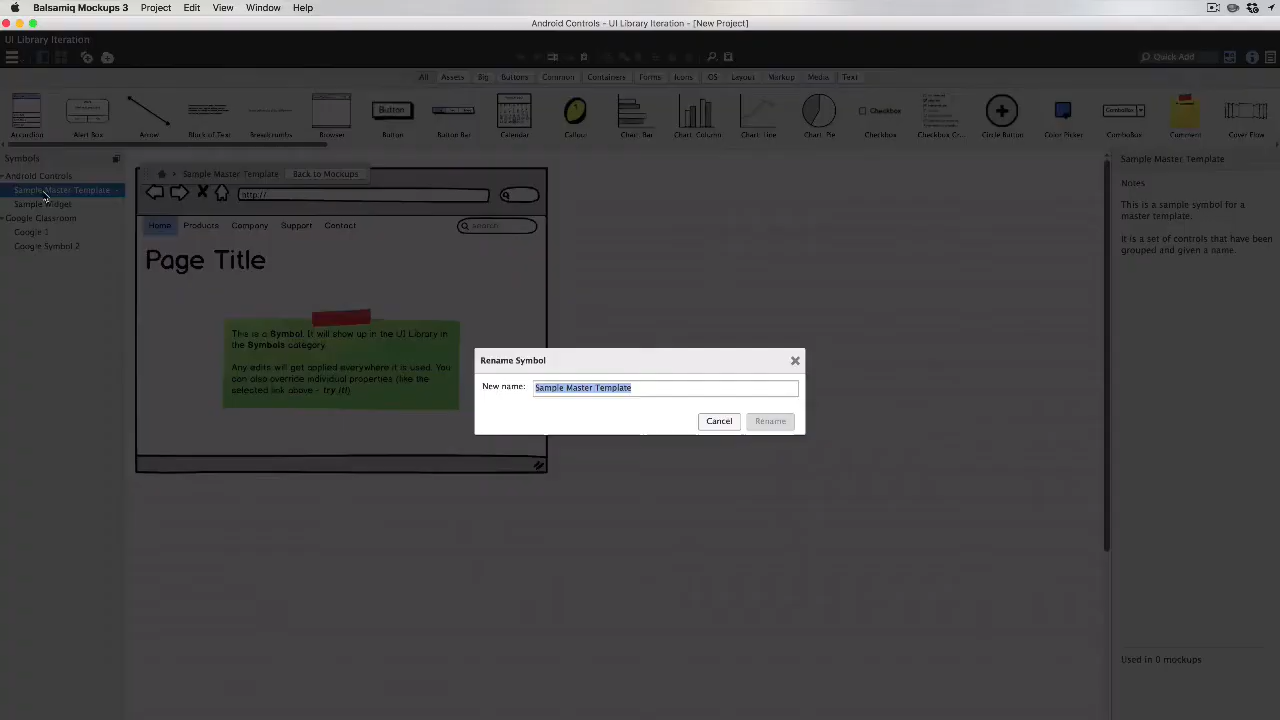 Balsamiq Mockups 3 Project Edit View Window Help
Android Controls - UI Library Iteration - [New Project]
UI Library Iteration
Quick Add
All Assets Big Buttons Common Containers Forms Icons iOS Layout Markup Media Text
Button
Checkbox
ComboBox
Accordion Alert Box Arrow Block of Text Breadcrumbs Browser Button Button Bar Calendar Callout Chart: Bar Chart: Column Chart: Line Chart: Pie Checkbox Checkbox Gr... Circle Button Color Picker ComboBox Comment Cover Flow
Symbols
Android Controls
Sample Master Template
Sample Widget
Google Classroom
Google 1
Google Symbol 2
Sample Master Template Back to Mockups
http://
Home Products Company Support Contact search
Page Title
This is a Symbol. It will show up in the UI Library in
the Symbols category.
Any edits will get applied everywhere it is used. You
can also override individual properties (like the
selected link above - try it!)
Rename Symbol
New name: Sample Master Template
Cancel Rename
Sample Master Template
Notes
This is a sample symbol for a
master template.
It is a set of controls that have been
grouped and given a name.
Used in 0 mockups